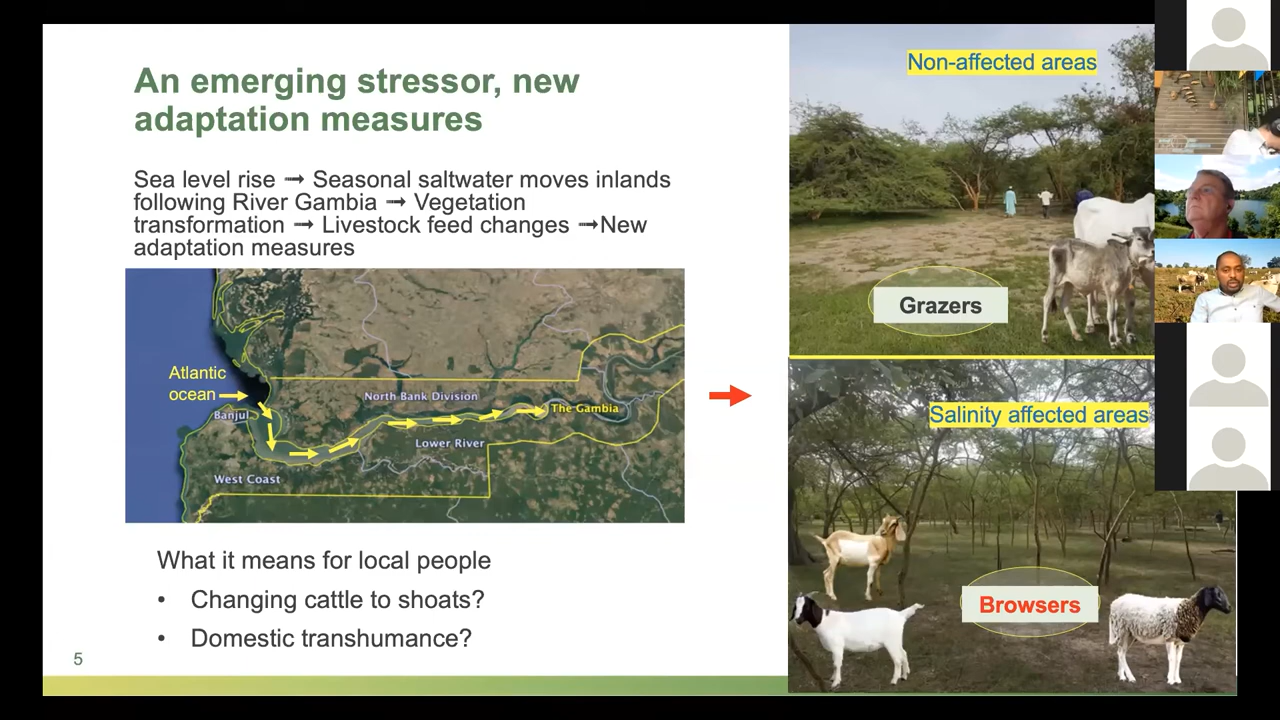 An emerging stressor, new
adaptation measures
Sea level rise → Seasonal saltwater moves inlands
following River Gambia → Vegetation
transformation → Livestock feed changes →New
adaptation measures
Atlantic
ocean
Banjul
North Bank Division
The Gambia
Lower River
West Coast
What it means for local people
• Changing cattle to shoats?
• Domestic transhumance?
5
Non-affected areas
Grazers
Salinity affected areas
Browsers